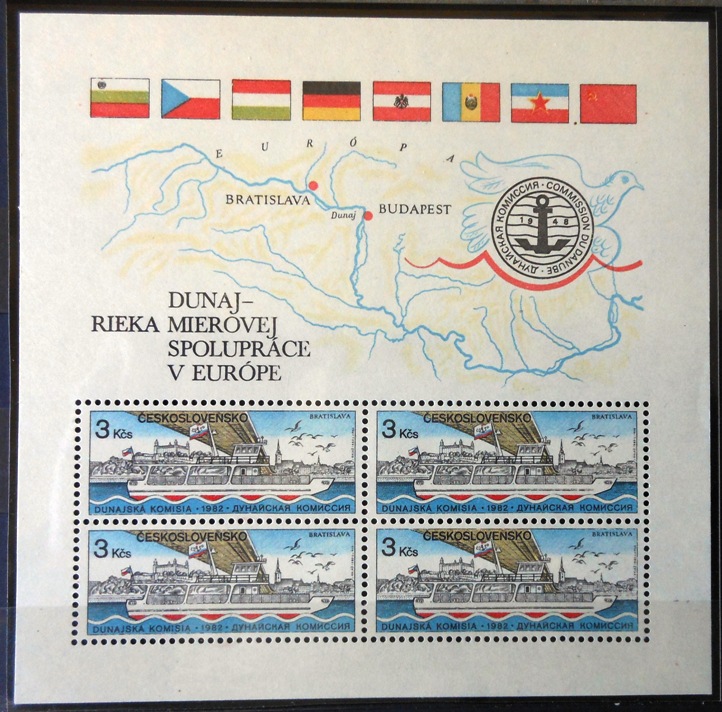 E U R Ó P A
BRATISLAVA
Dunaj
BUDAPEST
ДУНАЙСКАЯ КОМИССИЯ · COMMISSION DU DANUBE ·
1948
DUNAJ–
RIEKA MIEROVEJ
SPOLUPRÁCE
V EURÓPE
ČESKOSLOVENSKO
BRATISLAVA
3 Kčs
DUNAJSKÁ KOMISIA · 1982 · ДУНАЙСКАЯ КОМИССИЯ
ČESKOSLOVENSKO
BRATISLAVA
3 Kčs
DUNAJSKÁ KOMISIA · 1982 · ДУНАЙСКАЯ КОМИССИЯ
ČESKOSLOVENSKO
BRATISLAVA
3 Kčs
DUNAJSKÁ KOMISIA · 1982 · ДУНАЙСКАЯ КОМИССИЯ
ČESKOSLOVENSKO
BRATISLAVA
3 Kčs
DUNAJSKÁ KOMISIA · 1982 · ДУНАЙСКАЯ КОМИССИЯ